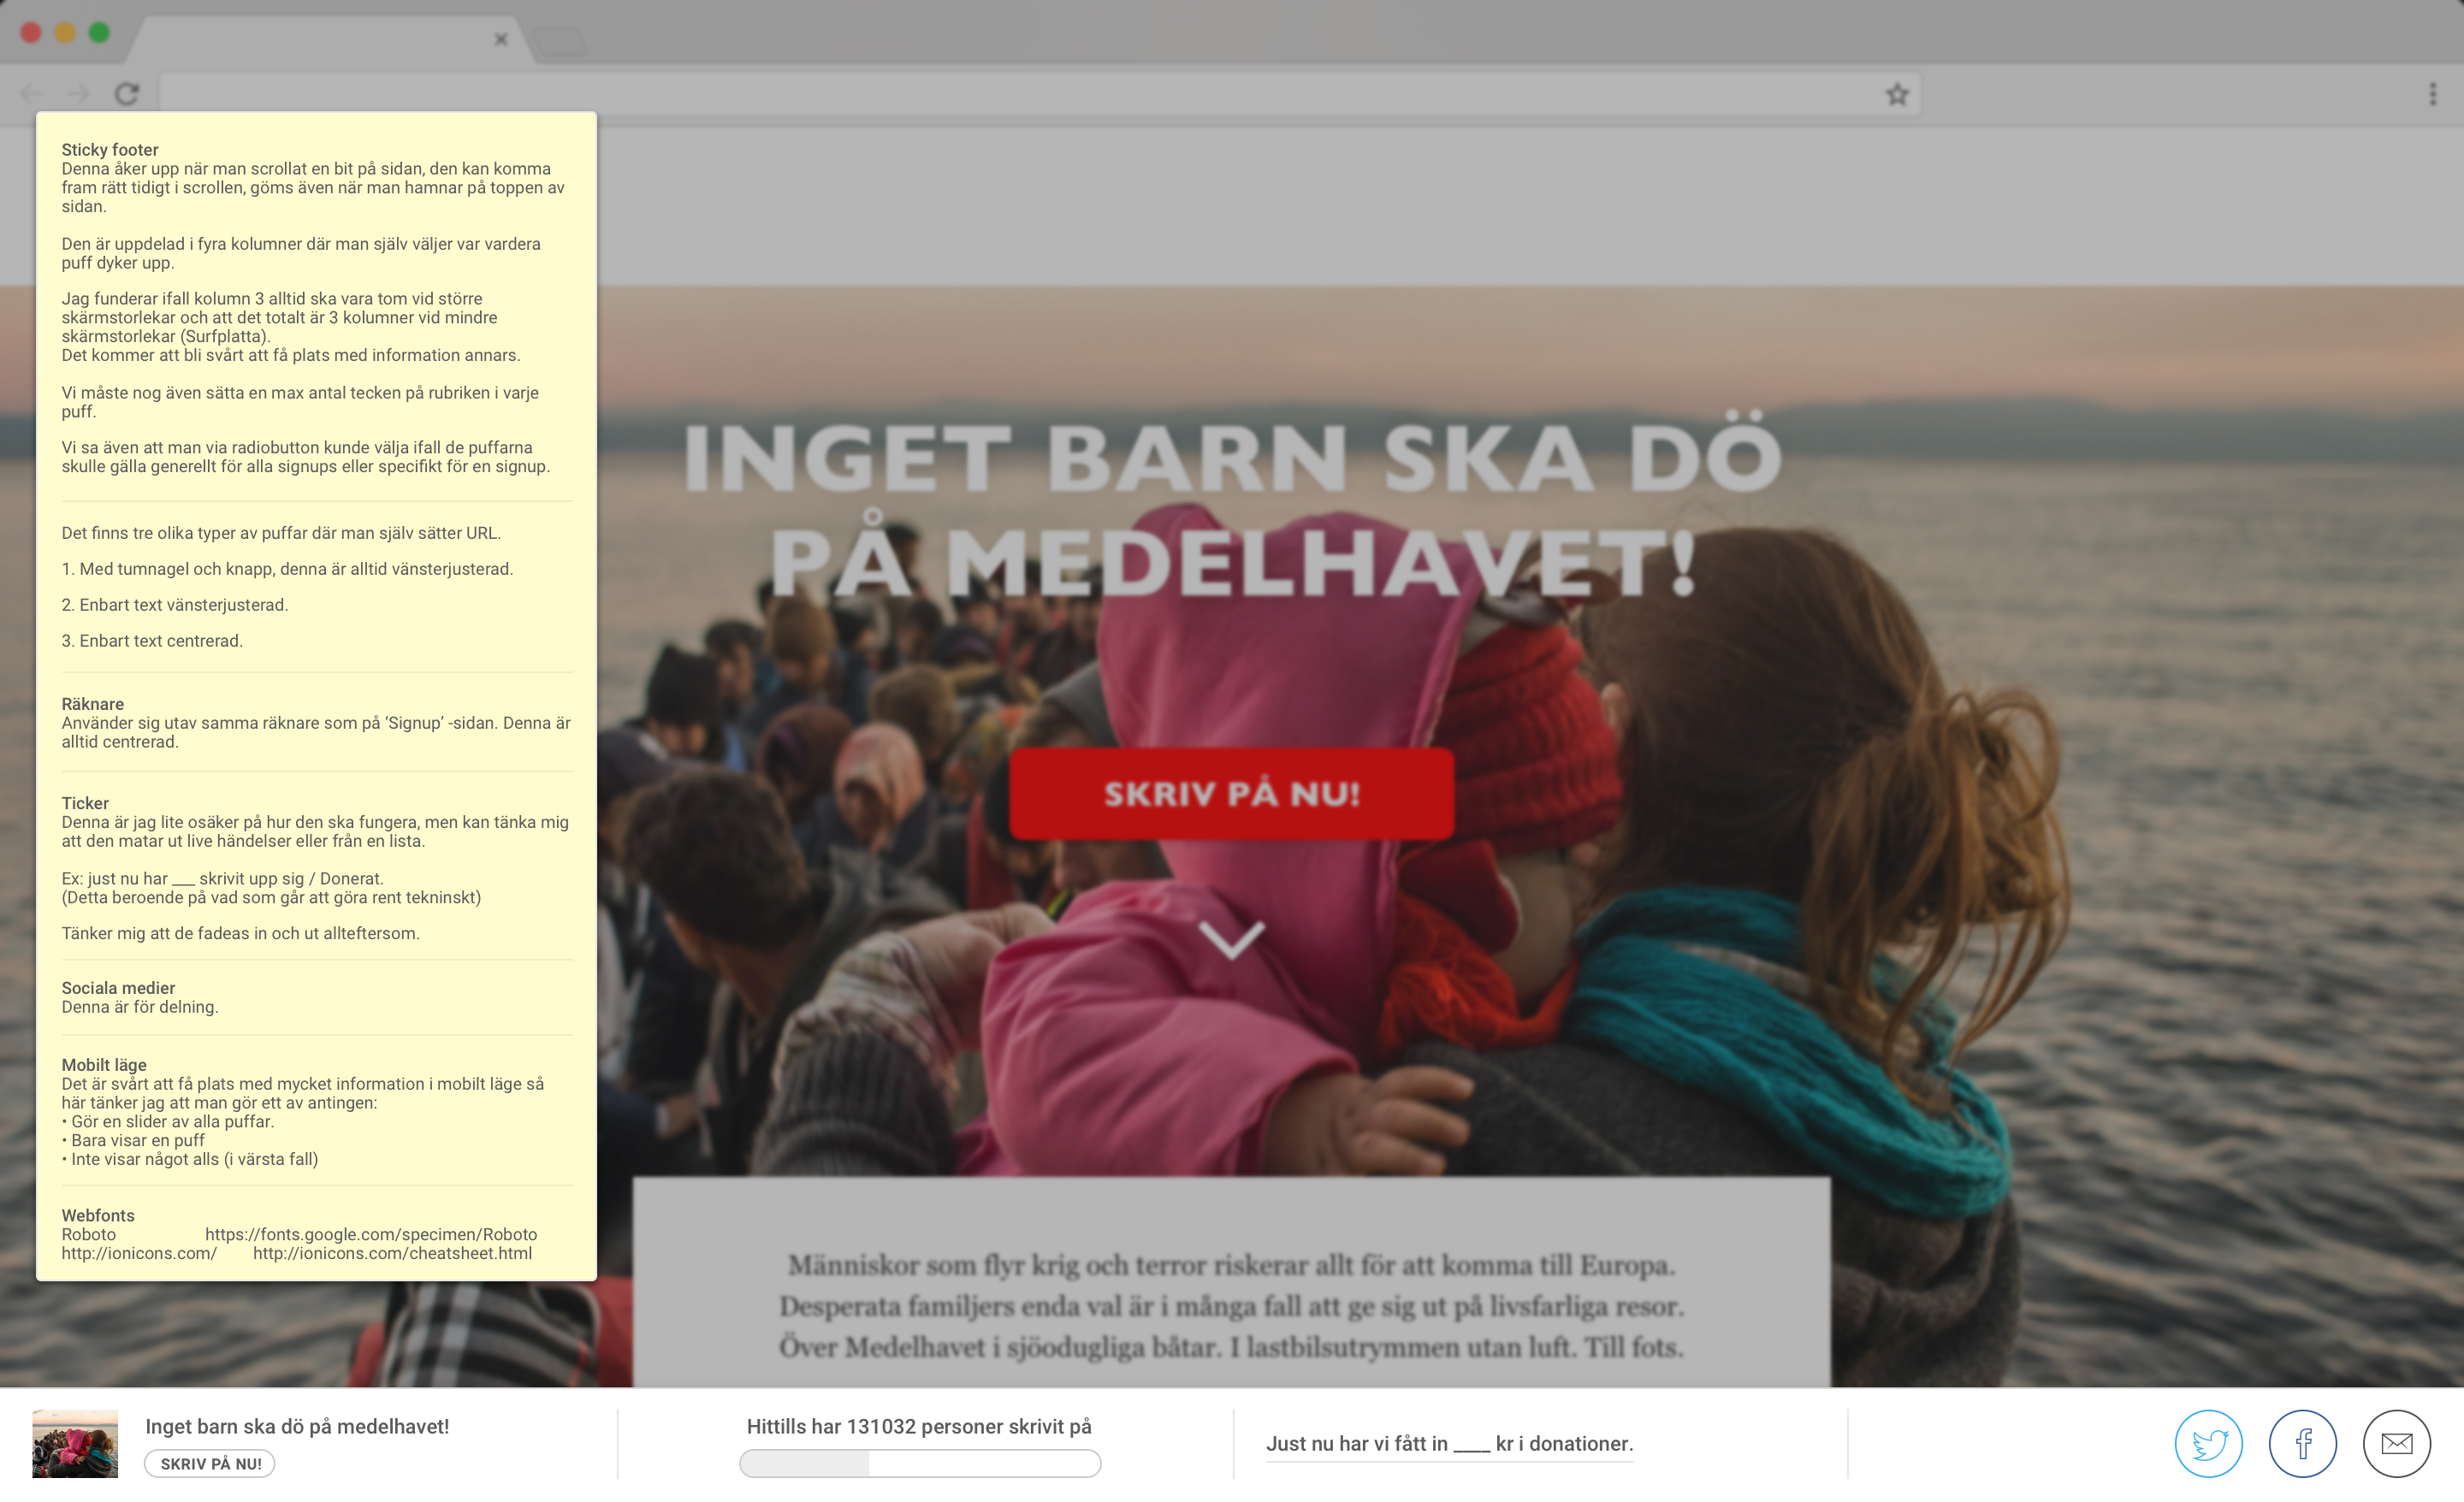 Sticky footer
Denna åker upp när man scrollat en bit på sidan, den kan komma
fram rätt tidigt i scrollen, göms även när man hamnar på toppen av
sidan.
Den är uppdelad i fyra kolumner där man själv väljer var vardera
puff dyker upp.
Jag funderar ifall kolumn 3 alltid ska vara tom vid större
skärmstorlekar och att det totalt är 3 kolumner vid mindre
skärmstorlekar (Surfplatta).
Det kommer att bli svårt att få plats med information annars.
Vi måste nog även sätta en max antal tecken på rubriken i varje
puff.
Vi sa även att man via radiobutton kunde välja ifall de puffarna
skulle gälla generellt för alla signups eller specifikt för en signup.
Det finns tre olika typer av puffar där man själv sätter URL.
1. Med tumnagel och knapp, denna är alltid vänsterjusterad.
2. Enbart text vänsterjusterad.
3. Enbart text centrerad.
Räknare
Använder sig utav samma räknare som på ‘Signup’ -sidan. Denna är
alltid centrerad.
Ticker
Denna är jag lite osäker på hur den ska fungera, men kan tänka mig
att den matar ut live händelser eller från en lista.
Ex: just nu har ___ skrivit upp sig / Donerat.
(Detta beroende på vad som går att göra rent tekninskt)
Tänker mig att de fadeas in och ut allteftersom.
Sociala medier
Denna är för delning.
Mobilt läge
Det är svårt att få plats med mycket information i mobilt läge så
här tänker jag att man gör ett av antingen:
• Gör en slider av alla puffar.
• Bara visar en puff
• Inte visar något alls (i värsta fall)
Webfonts
Roboto https://fonts.google.com/specimen/Roboto
http://ionicons.com/ http://ionicons.com/cheatsheet.html
INGET BARN SKA DÖ
PÅ MEDELHAVET!
SKRIV PÅ NU!
Människor som flyr krig och terror riskerar allt för att komma till Europa.
Desperata familjers enda val är i många fall att ge sig ut på livsfarliga resor.
Över Medelhavet i sjöodugliga båtar. I lastbilsutrymmen utan luft. Till fots.
Inget barn ska dö på medelhavet!
SKRIV PÅ NU!
Hittills har 131032 personer skrivit på
Just nu har vi fått in ____ kr i donationer.